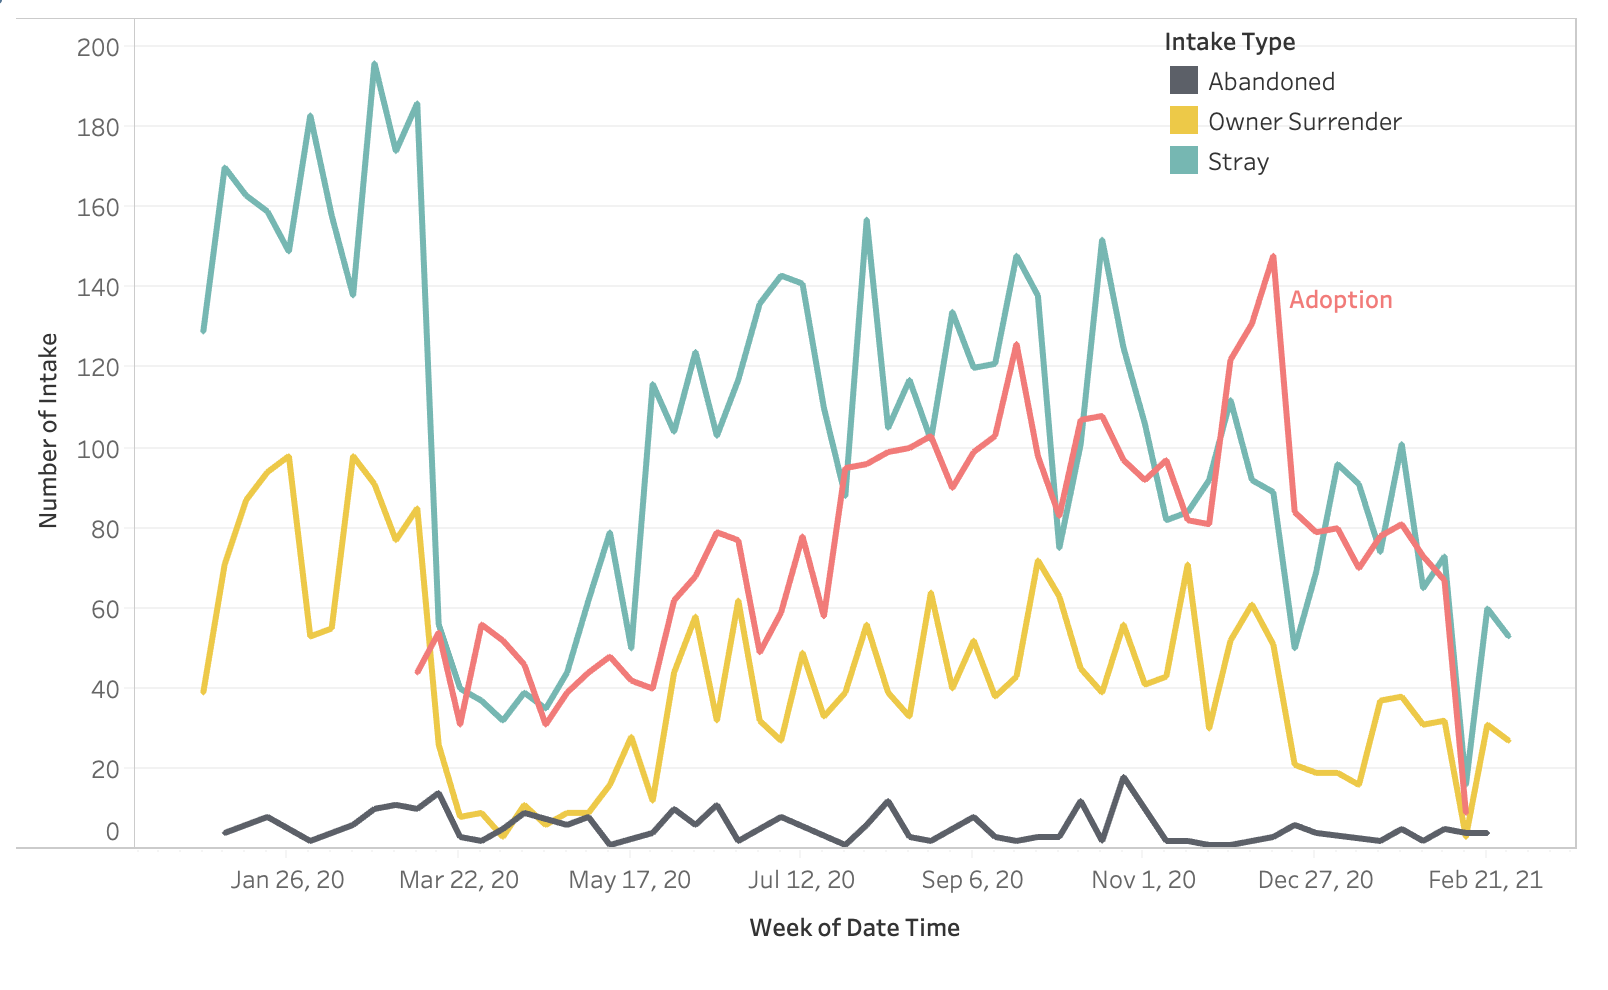 Intake Type
Abandoned
Owner Surrender
Stray
Adoption
Number of Intake
200
180
160
140
120
100
80
60
40
20
0
Jan 26, 20 Mar 22, 20 May 17, 20 Jul 12, 20 Sep 6, 20 Nov 1, 20 Dec 27, 20 Feb 21, 21
Week of Date Time